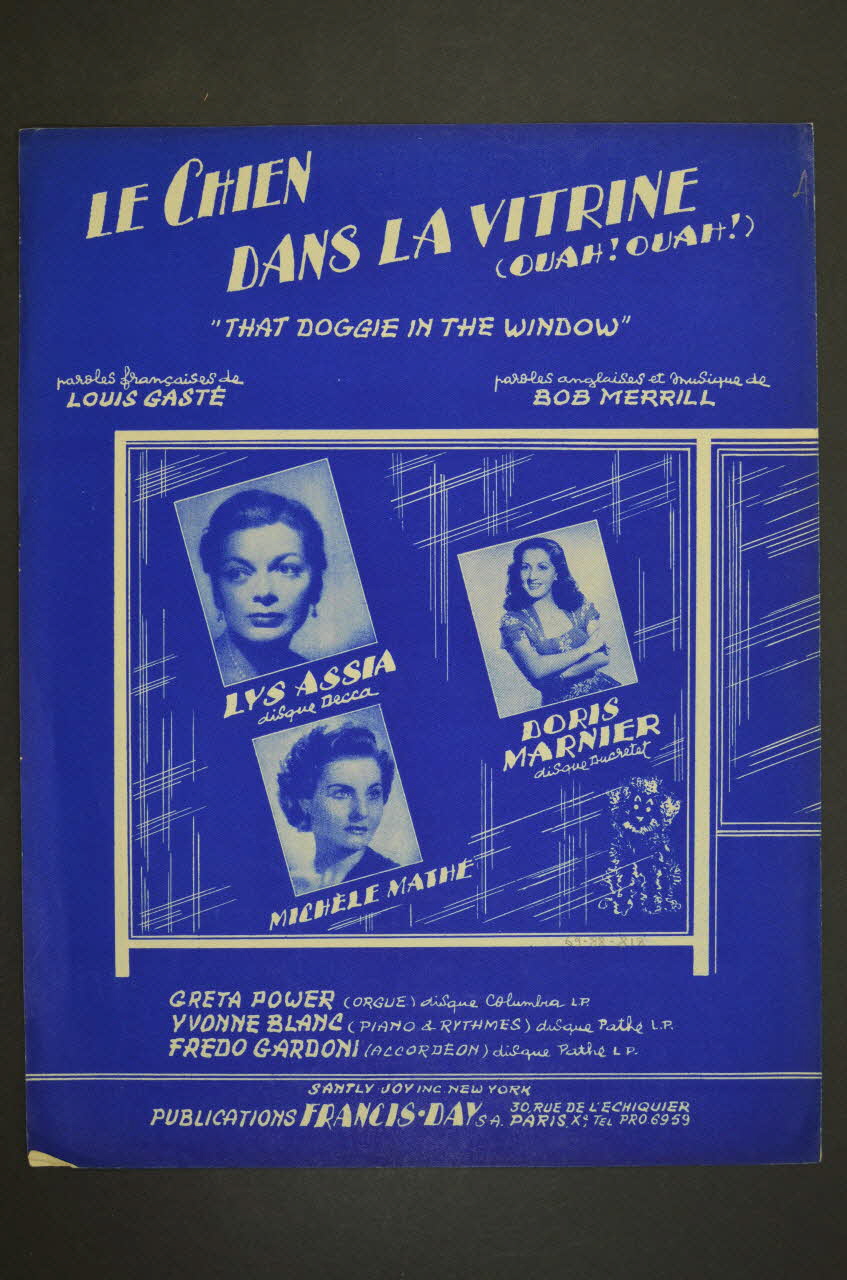 LE CHIEN
DANS LA VITRINE
(OUAH! OUAH!)
"THAT DOGGIE IN THE WINDOW"
paroles françaises de
LOUIS GASTÉ
paroles anglaises et musique de
BOB MERRILL
LYS ASSIA
disque Decca
DORIS
MARNIER
disque Ducretet
MICHÈLE MATHÉ
GRETA POWER (ORGUE) disque Columbia L.P.
YVONNE BLANC (PIANO & RYTHMES) disque Pathé L.P.
FREDO GARDONI (ACCORDÉON) disque Pathé L.P.
SANTLY-JOY INC. NEW YORK
PUBLICATIONS FRANCIS-DAY S.A. 30, RUE DE L'ECHIQUIER
PARIS. Xe. TEL PRO.6959